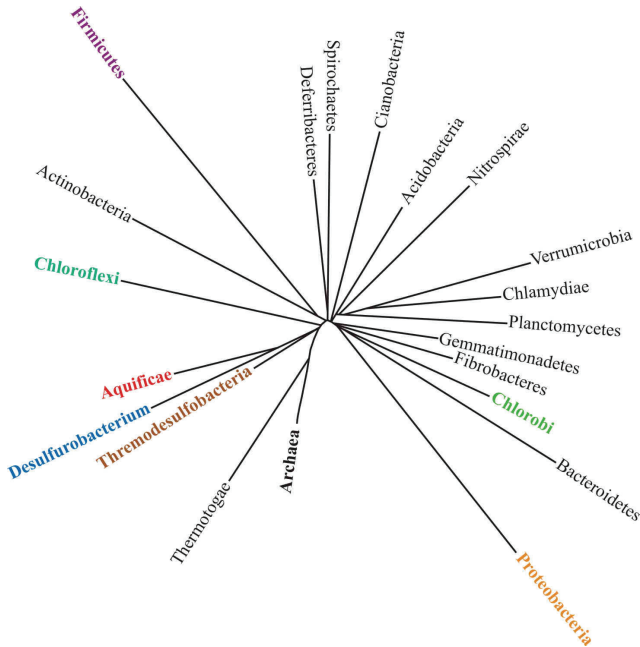 Firmicutes
Spirochaetes
Deferribacteres
Cianobacteria
Acidobacteria
Nitrospirae
Actinobacteria
Verrumicrobia
Chloroflexi
Chlamydiae
Planctomycetes
Gemmatimonadetes
Fibrobacteres
Aquificae
Chlorobi
Desulfurobacterium
Thremodesulfobacteria
Archaea
Bacteroidetes
Thermotogae
Proteobacteria